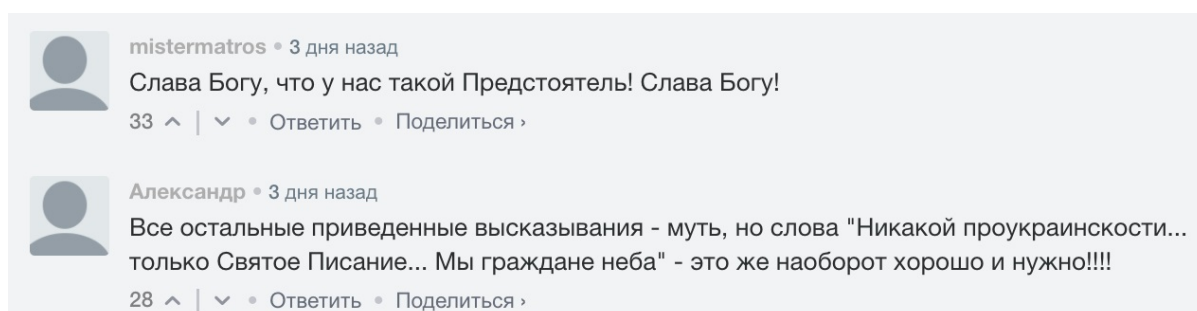 mistermatros • 3 дня назад
Слава Богу, что у нас такой Предстоятель! Слава Богу!
33 | • Ответить • Поделиться ›
Александр • 3 дня назад
Все остальные приведенные высказывания - муть, но слова "Никакой проукраинскости...
только Святое Писание... Мы граждане неба" - это же наоборот хорошо и нужно!!!!
28 | • Ответить • Поделиться ›